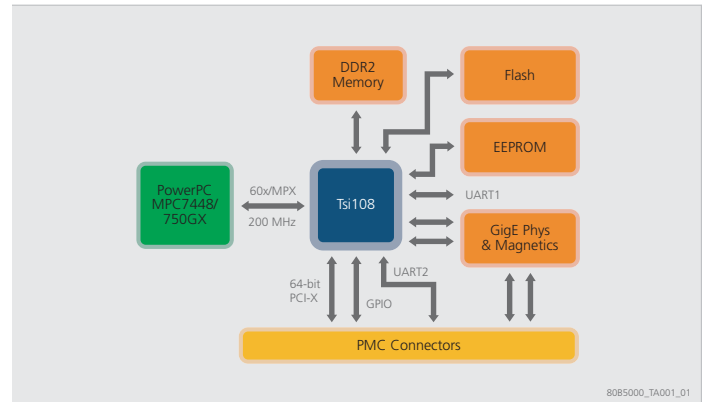 DDR2
Memory
Flash
EEPROM
PowerPC
MPC7448/
750GX
60x/MPX
200 MHz
Tsi108
UART1
GigE Phys
& Magnetics
64-bit
PCI-X
GPIO
UART2
PMC Connectors
80B5000_TA001_01